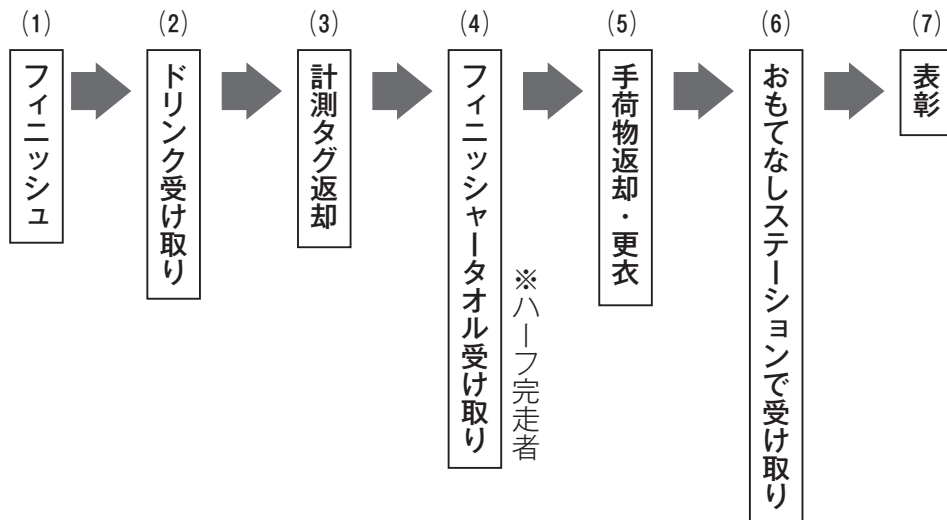 (1)
フィニッシュ
(2)
ドリンク受け取り
(3)
計測タグ返却
(4)
フィニッシャータオル受け取り
※ハーフ完走者
(5)
手荷物返却・更衣
(6)
おもてなしステーションで受け取り
(7)
表彰